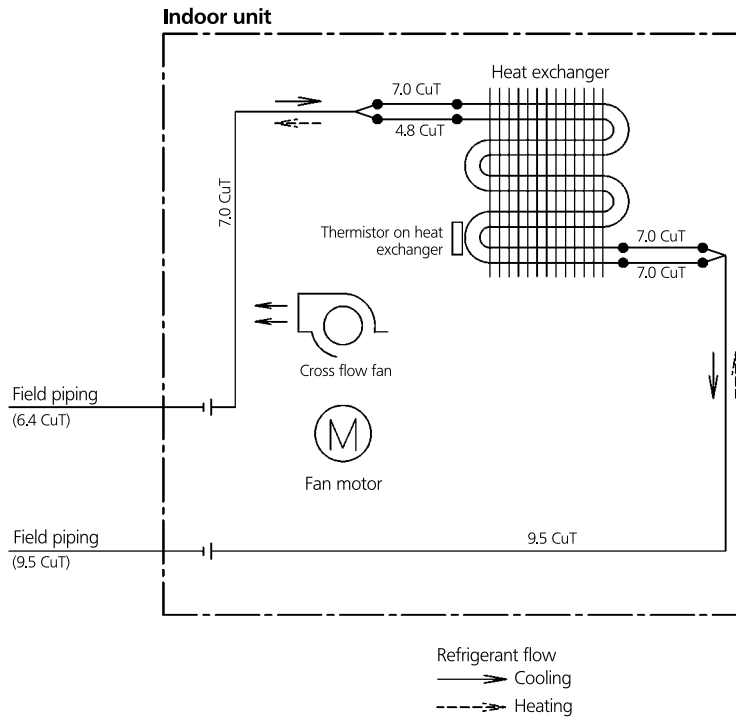 Indoor unit
Heat exchanger
7.0 CuT
4.8 CuT
7.0 CuT
Thermistor on heat
exchanger
7.0 CuT
7.0 CuT
Cross flow fan
Field piping
(6.4 CuT)
M
Fan motor
Field piping
(9.5 CuT)
9.5 CuT
Refrigerant flow
Cooling
Heating